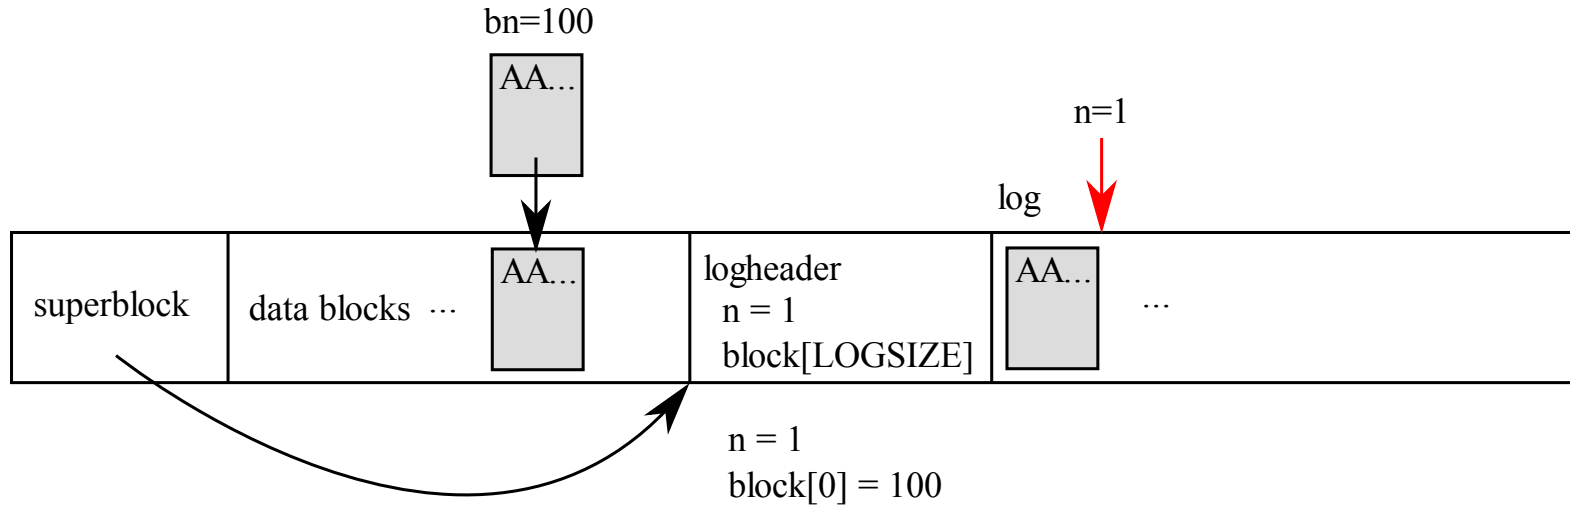 bn=100
AA...
n=1
log
superblock
data blocks ...
AA...
logheader
n = 1
block[LOGSIZE]
AA...
...
n = 1
block[0] = 100